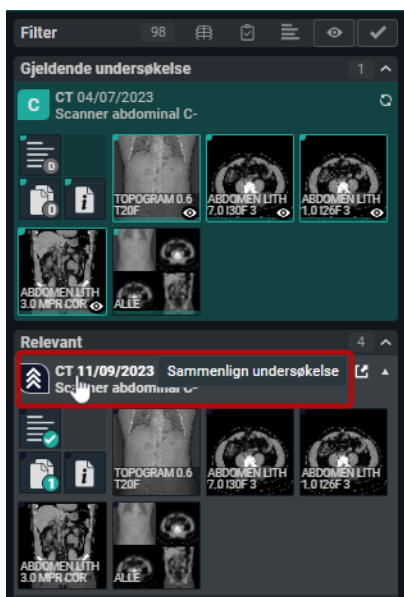 Filter 98
Gjeldende undersøkelse 1
C CT 04/07/2023
Scanner abdominal C-
D
0 i
TOPOGRAM 0.6
T20F
ABDOMEN LITH
7.0 I30F 3
ABDOMEN LITH
1.0 I26F 3
ABDOMEN LITH
3.0 MPR COR
ALLE
Relevant 4
CT 11/09/2023 Sammenlign undersøkelse
Scanner abdominal C-
1 i
TOPOGRAM 0.6
T20F
ABDOMEN LITH
7.0 I30F 3
ABDOMEN LITH
1.0 I26F 3
ABDOMEN LITH
3.0 MPR COR
ALLE